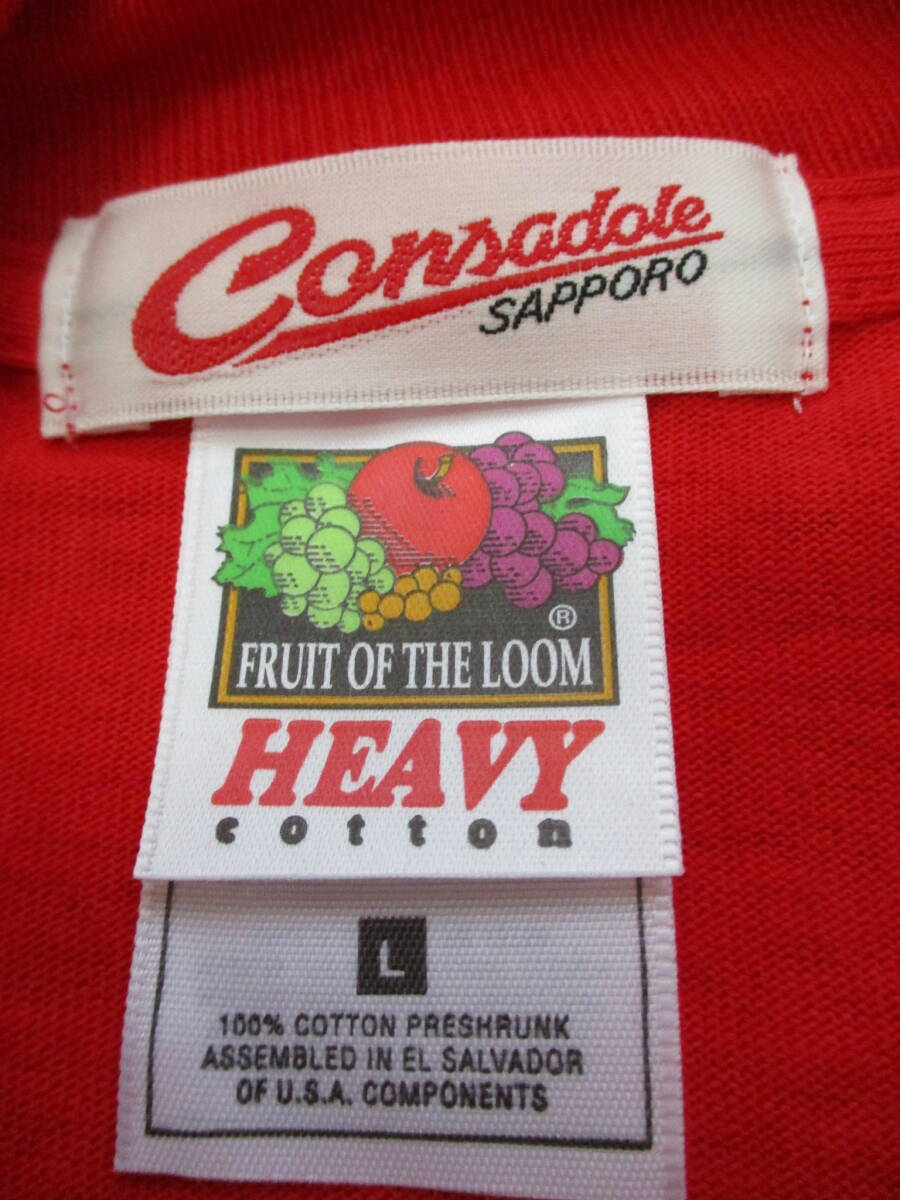 Consadole
SAPPORO
®
FRUIT OF THE LOOM
HEAVY
cotton
L
100% COTTON PRESHRUNK
ASSEMBLED IN EL SALVADOR
OF U.S.A. COMPONENTS